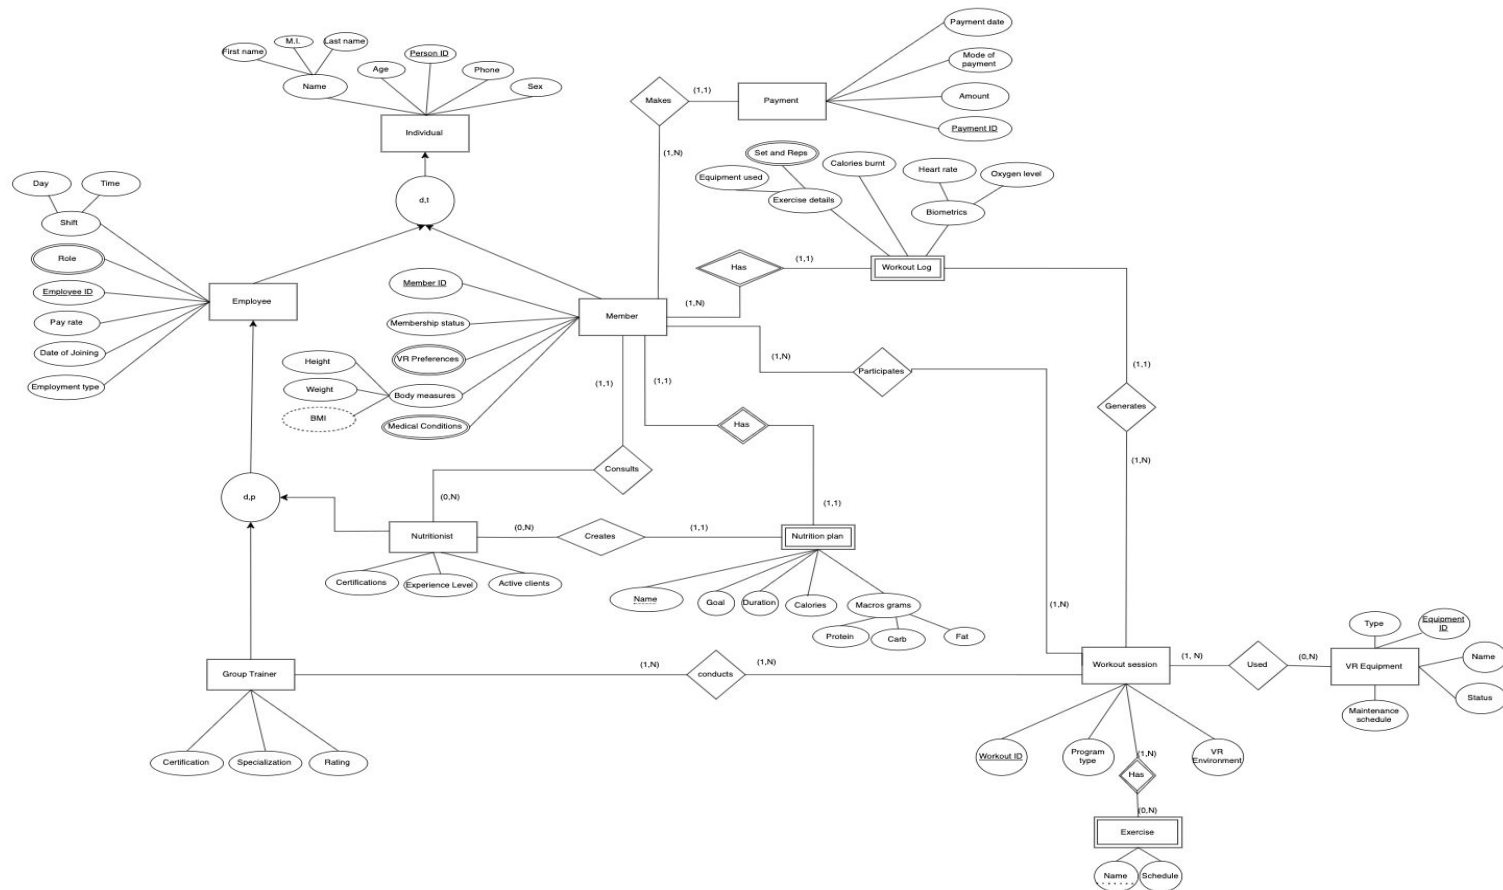 First name
M.I.
Last name
Name
Age
Person ID
Phone
Sex
Individual
d,t
Makes
(1,1)
(1,N)
Payment
Payment date
Mode of
payment
Amount
Payment ID
Set and Reps
Equipment used
Exercise details
Calories burnt
Heart rate
Oxygen level
Biometrics
Has
(1,1)
(1,N)
Workout Log
Day
Time
Shift
Role
Employee ID
Pay rate
Date of Joining
Employment type
Employee
Member ID
Membership status
VR Preferences
Height
Weight
BMI
Body measures
Medical Conditions
Member
(1,1)
(1,1)
(1,N)
Participates
(1,1)
Generates
(1,N)
Has
Consults
d,p
(0,N)
(1,1)
Nutritionist
(0,N)
Creates
(1,1)
Nutrition plan
Certifications
Experience Level
Active clients
Name
Goal
Duration
Calories
Macros grams
Protein
Carb
Fat
(1,N)
Group Trainer
(1,N)
conducts
(1,N)
Workout session
(1, N)
Used
(0,N)
VR Equipment
Type
Equipment
ID
Name
Status
Maintenance
schedule
Certification
Specialization
Rating
Workout ID
Program
type
VR
Environment
(1,N)
Has
(0,N)
Exercise
Name
Schedule